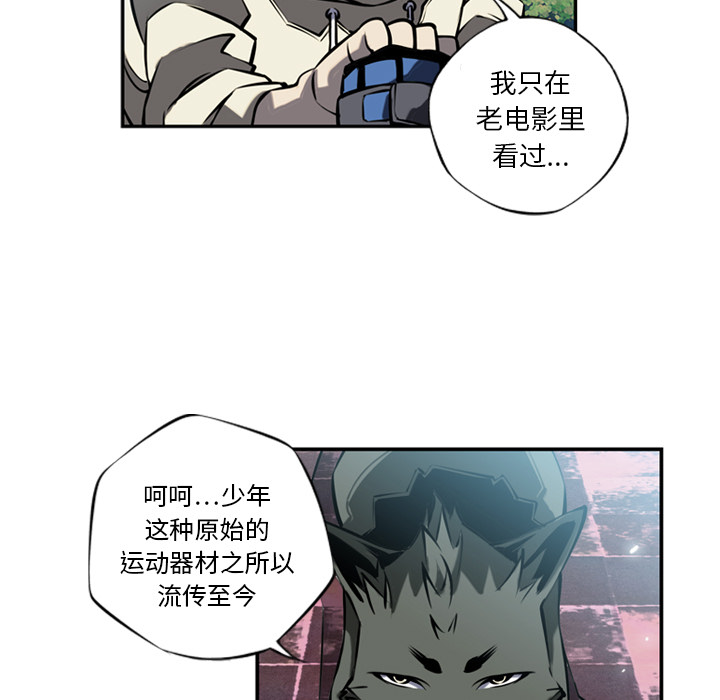 我只在
老电影里
看过...
呵呵...少年
这种原始的
运动器材之所以
流传至今